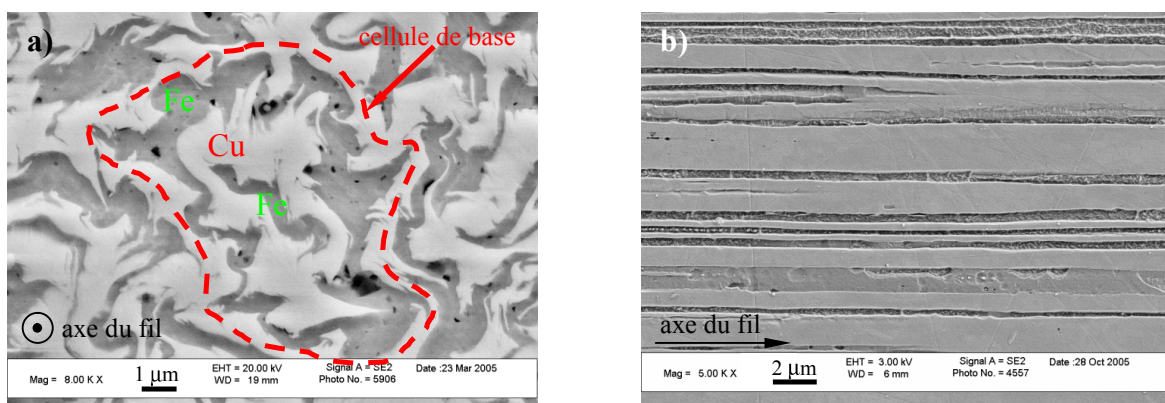 a)
cellule de base
Fe
Cu
Fe
axe du fil
Mag = 8.00 K X
1 µm
EHT = 20.00 kV
WD = 19 mm
Signal A = SE2
Photo No. = 5906
Date :23 Mar 2005
b)
axe du fil
Mag = 5.00 K X
2 µm
EHT = 3.00 kV
WD = 6 mm
Signal A = SE2
Photo No. = 4557
Date :28 Oct 2005